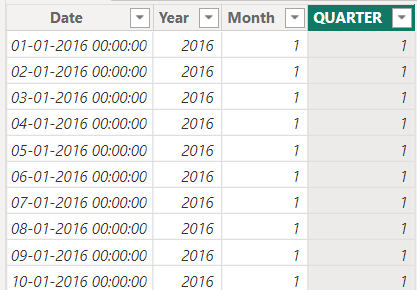 Date Year Month QUARTER
01-01-2016 00:00:00 2016 1 1
02-01-2016 00:00:00 2016 1 1
03-01-2016 00:00:00 2016 1 1
04-01-2016 00:00:00 2016 1 1
05-01-2016 00:00:00 2016 1 1
06-01-2016 00:00:00 2016 1 1
07-01-2016 00:00:00 2016 1 1
08-01-2016 00:00:00 2016 1 1
09-01-2016 00:00:00 2016 1 1
10-01-2016 00:00:00 2016 1 1